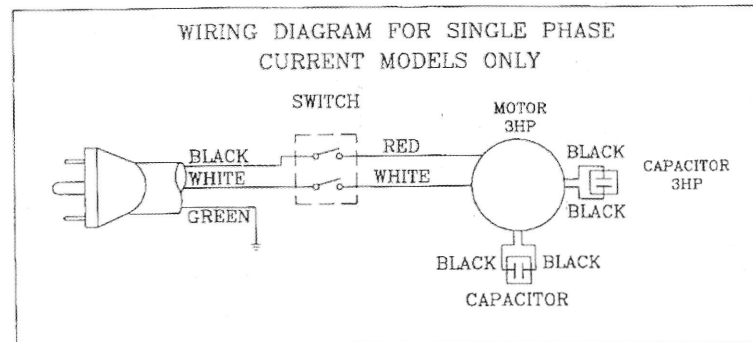 WIRING DIAGRAM FOR SINGLE PHASE
CURRENT MODELS ONLY
SWITCH
MOTOR
3HP
BLACK
RED
BLACK
CAPACITOR
3HP
WHITE
WHITE
BLACK
GREEN
BLACK
BLACK
CAPACITOR